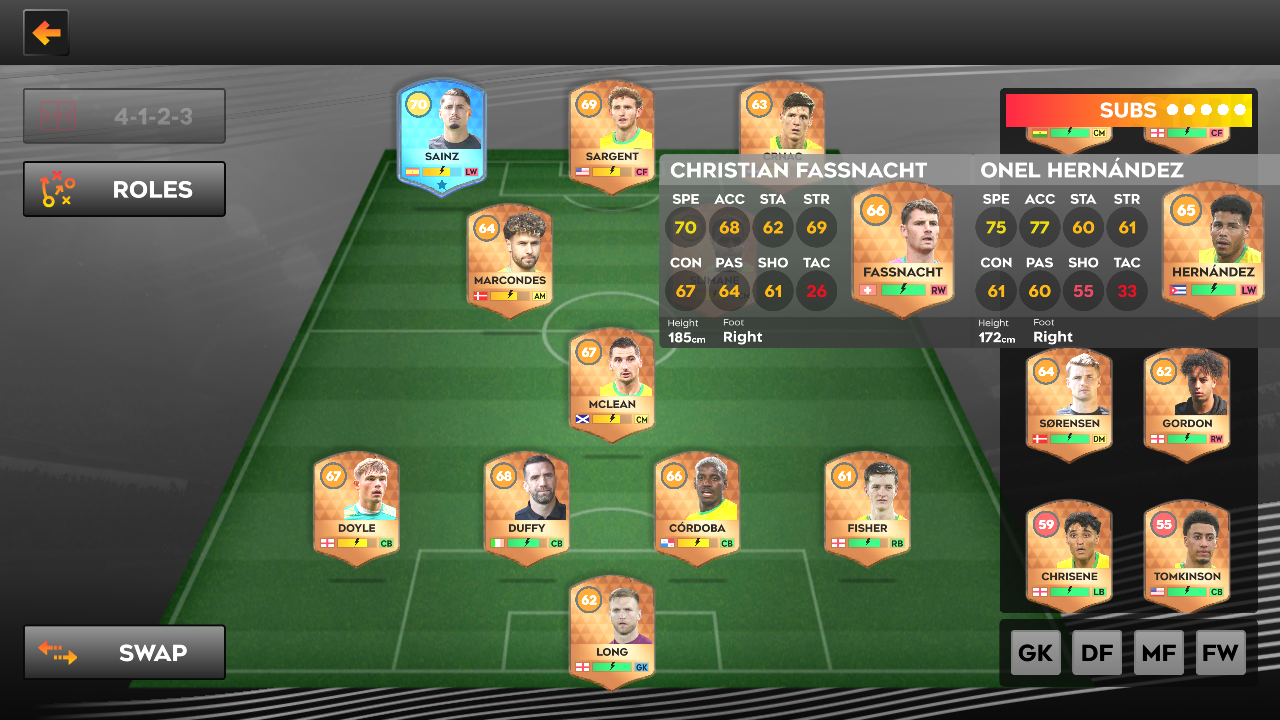 4-1-2-3
ROLES
70
SAINZ
LW
69
SARGENT
CF
63
CRNAC
SUBS
CM
CF
CHRISTIAN FASSNACHT
SPE ACC STA STR
70 68 62 69
CON PAS SHO TAC
67 64 61 26
Height Foot
185cm Right
66
FASSNACHT
RW
ONEL HERNÁNDEZ
SPE ACC STA STR
75 77 60 61
CON PAS SHO TAC
61 60 55 33
Height Foot
172cm Right
65
HERNÁNDEZ
LW
64
MARCONDES
AM
67
MCLEAN
CM
64
SØRENSEN
DM
62
GORDON
RW
67
DOYLE
CB
68
DUFFY
CB
66
CÓRDOBA
CB
61
FISHER
RB
59
CHRISENE
LB
55
TOMKINSON
CB
62
LONG
GK
SWAP
GK DF MF FW